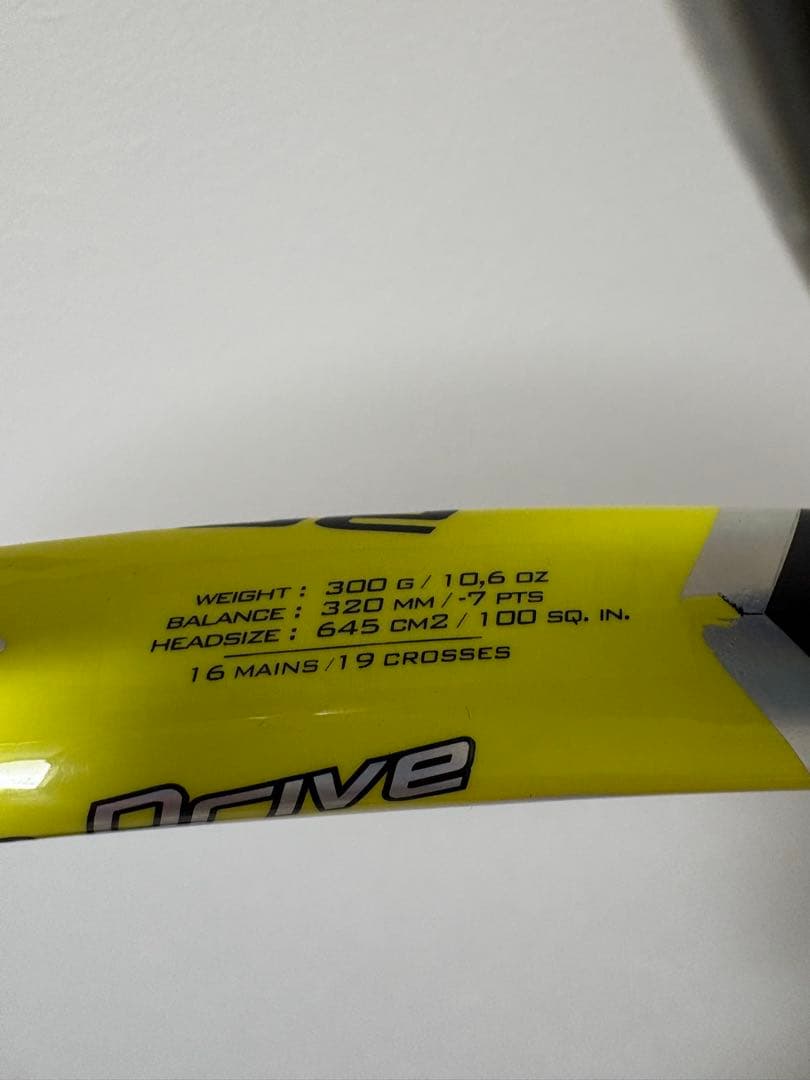 WEIGHT : 300 G / 10,6 OZ
BALANCE : 320 MM / -7 PTS
HEADSIZE : 645 CM2 / 100 SQ. IN.
16 MAINS / 19 CROSSES
Drive